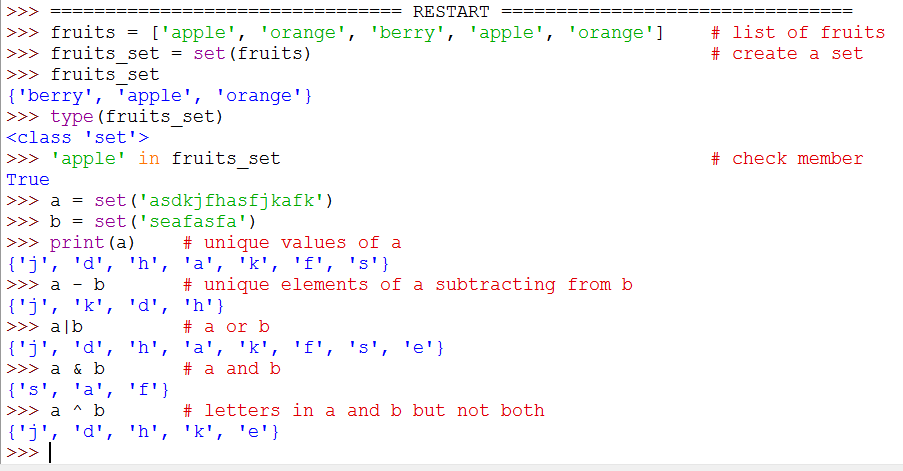 >>> ================================ RESTART ================================
>>> fruits = ['apple', 'orange', 'berry', 'apple', 'orange']    # list of fruits
>>> fruits_set = set(fruits)                                    # create a set
>>> fruits_set
{'berry', 'apple', 'orange'}
>>> type(fruits_set)
<class 'set'>
>>> 'apple' in fruits_set                                       # check member
True
>>> a = set('asdkjfhasfjkafk')
>>> b = set('seafasfa')
>>> print(a)    # unique values of a
{'j', 'd', 'h', 'a', 'k', 'f', 's'}
>>> a - b       # unique elements of a subtracting from b
{'j', 'k', 'd', 'h'}
>>> a|b         # a or b
{'j', 'd', 'h', 'a', 'k', 'f', 's', 'e'}
>>> a & b       # a and b
{'s', 'a', 'f'}
>>> a ^ b       # letters in a and b but not both
{'j', 'd', 'h', 'k', 'e'}
>>>